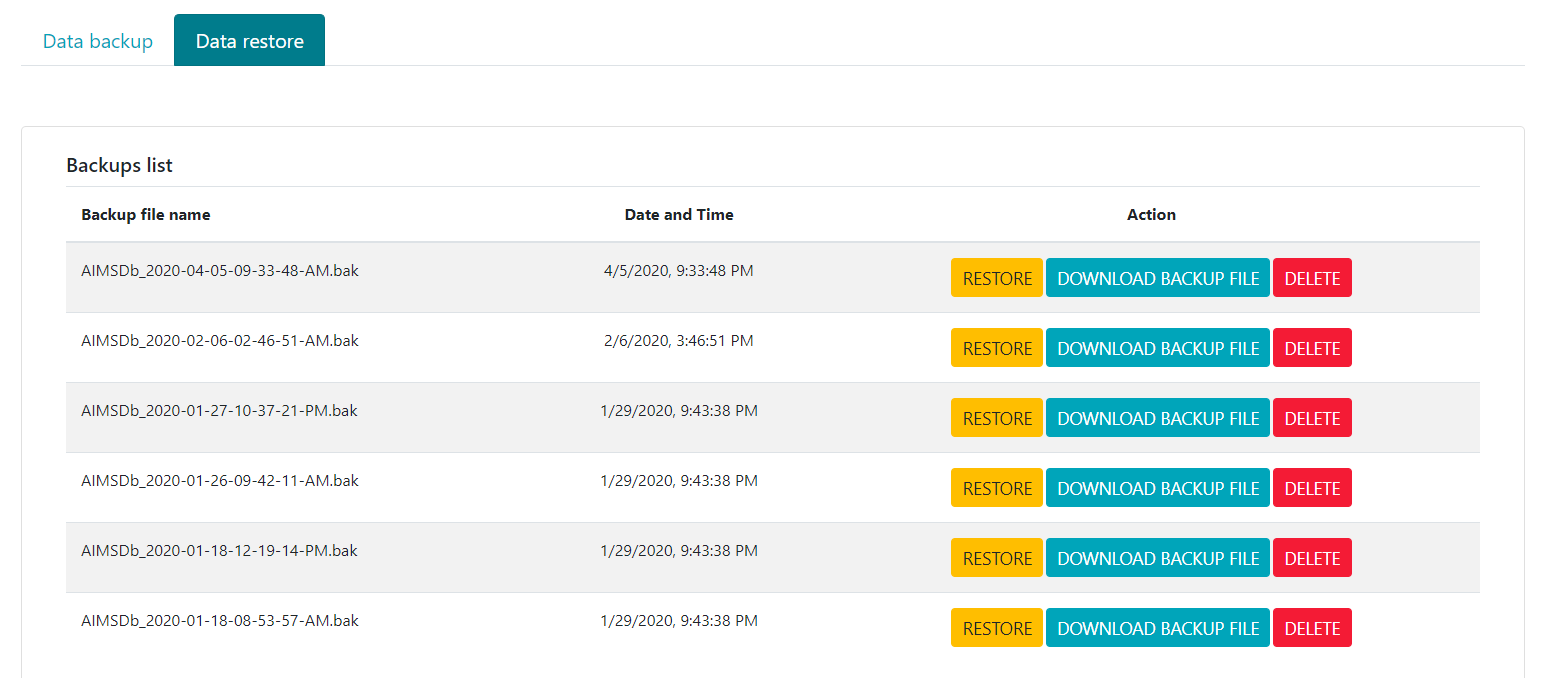 Data backup Data restore
Backups list
Backup file name Date and Time Action
AIMSDb_2020-04-05-09-33-48-AM.bak 4/5/2020, 9:33:48 PM RESTORE DOWNLOAD BACKUP FILE DELETE
AIMSDb_2020-02-06-02-46-51-AM.bak 2/6/2020, 3:46:51 PM RESTORE DOWNLOAD BACKUP FILE DELETE
AIMSDb_2020-01-27-10-37-21-PM.bak 1/29/2020, 9:43:38 PM RESTORE DOWNLOAD BACKUP FILE DELETE
AIMSDb_2020-01-26-09-42-11-AM.bak 1/29/2020, 9:43:38 PM RESTORE DOWNLOAD BACKUP FILE DELETE
AIMSDb_2020-01-18-12-19-14-PM.bak 1/29/2020, 9:43:38 PM RESTORE DOWNLOAD BACKUP FILE DELETE
AIMSDb_2020-01-18-08-53-57-AM.bak 1/29/2020, 9:43:38 PM RESTORE DOWNLOAD BACKUP FILE DELETE